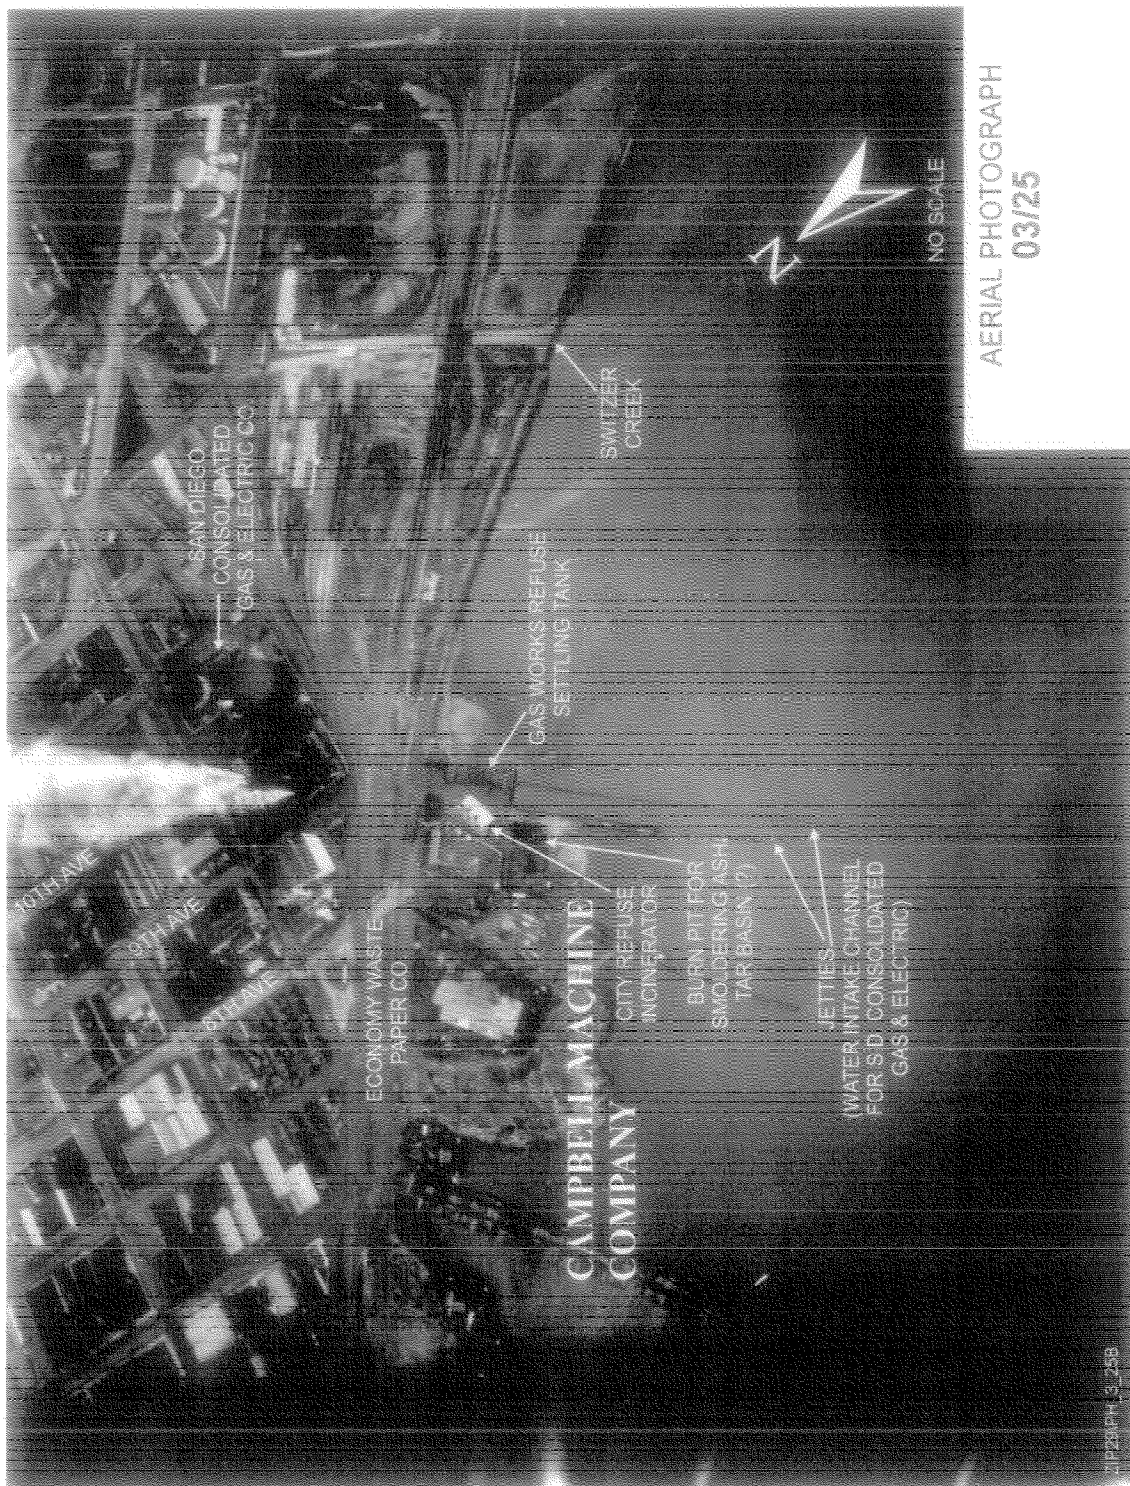 AERIAL PHOTOGRAPH
03/25
NO SCALE
N
SAN DIEGO
CONSOLIDATED
GAS & ELECTRIC CO.
SWITZER
CREEK
GAS WORKS REFUSE
SETTLING TANK
10TH AVE
9TH AVE
8TH AVE
ECONOMY WASTE
PAPER CO.
CAMPBELL MACHINE
COMPANY
CITY REFUSE
INCINERATOR
BURN PIT FOR
SMOLDERING ASH,
TAR BASIN (?)
JETTIES
(WATER INTAKE CHANNEL
FOR S D CONSOLIDATED
GAS & ELECTRIC)